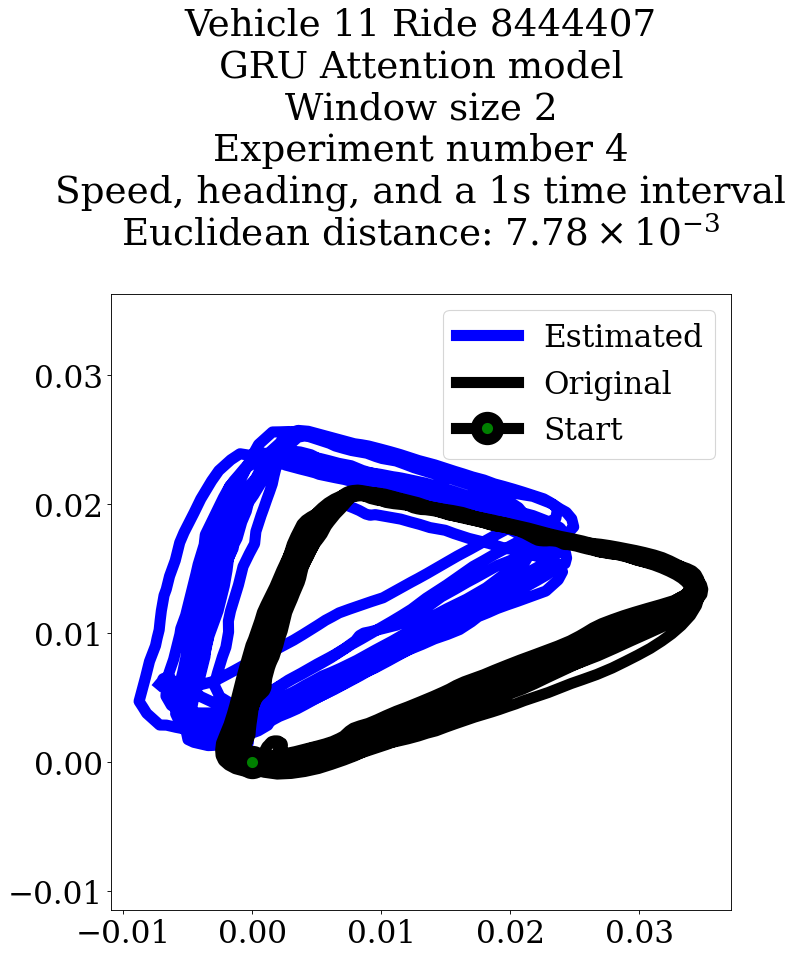 Vehicle 11 Ride 8444407
GRU Attention model
Window size 2
Experiment number 4
Speed, heading, and a 1s time interval
Euclidean distance: 7.78 × 10⁻³
Estimated
Original
Start
0.03
0.02
0.01
0.00
−0.01
−0.01 0.00 0.01 0.02 0.03